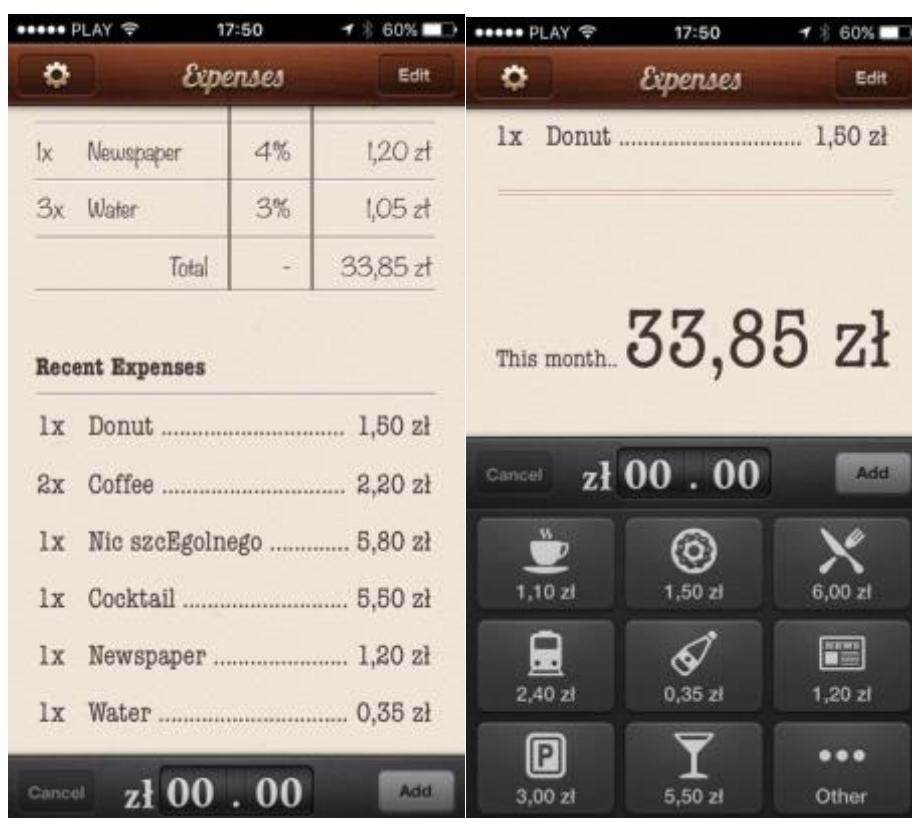 PLAY 17:50 60%
Expenses Edit
1x Newspaper 4% 1,20 zł
3x Water 3% 1,05 zł
Total - 33,85 zł
Recent Expenses
1x Donut .............................. 1,50 zł
2x Coffee .............................. 2,20 zł
1x Nic szcEgolnego ............. 5,80 zł
1x Cocktail ........................... 5,50 zł
1x Newspaper ...................... 1,20 zł
1x Water ............................... 0,35 zł
Cancel zł 00 . 00 Add
PLAY 17:50 60%
Expenses Edit
1x Donut .............................. 1,50 zł
This month.. 33,85 zł
Cancel zł 00 . 00 Add
1,10 zł 1,50 zł 6,00 zł
NEWS
2,40 zł 0,35 zł 1,20 zł
P
3,00 zł 5,50 zł Other